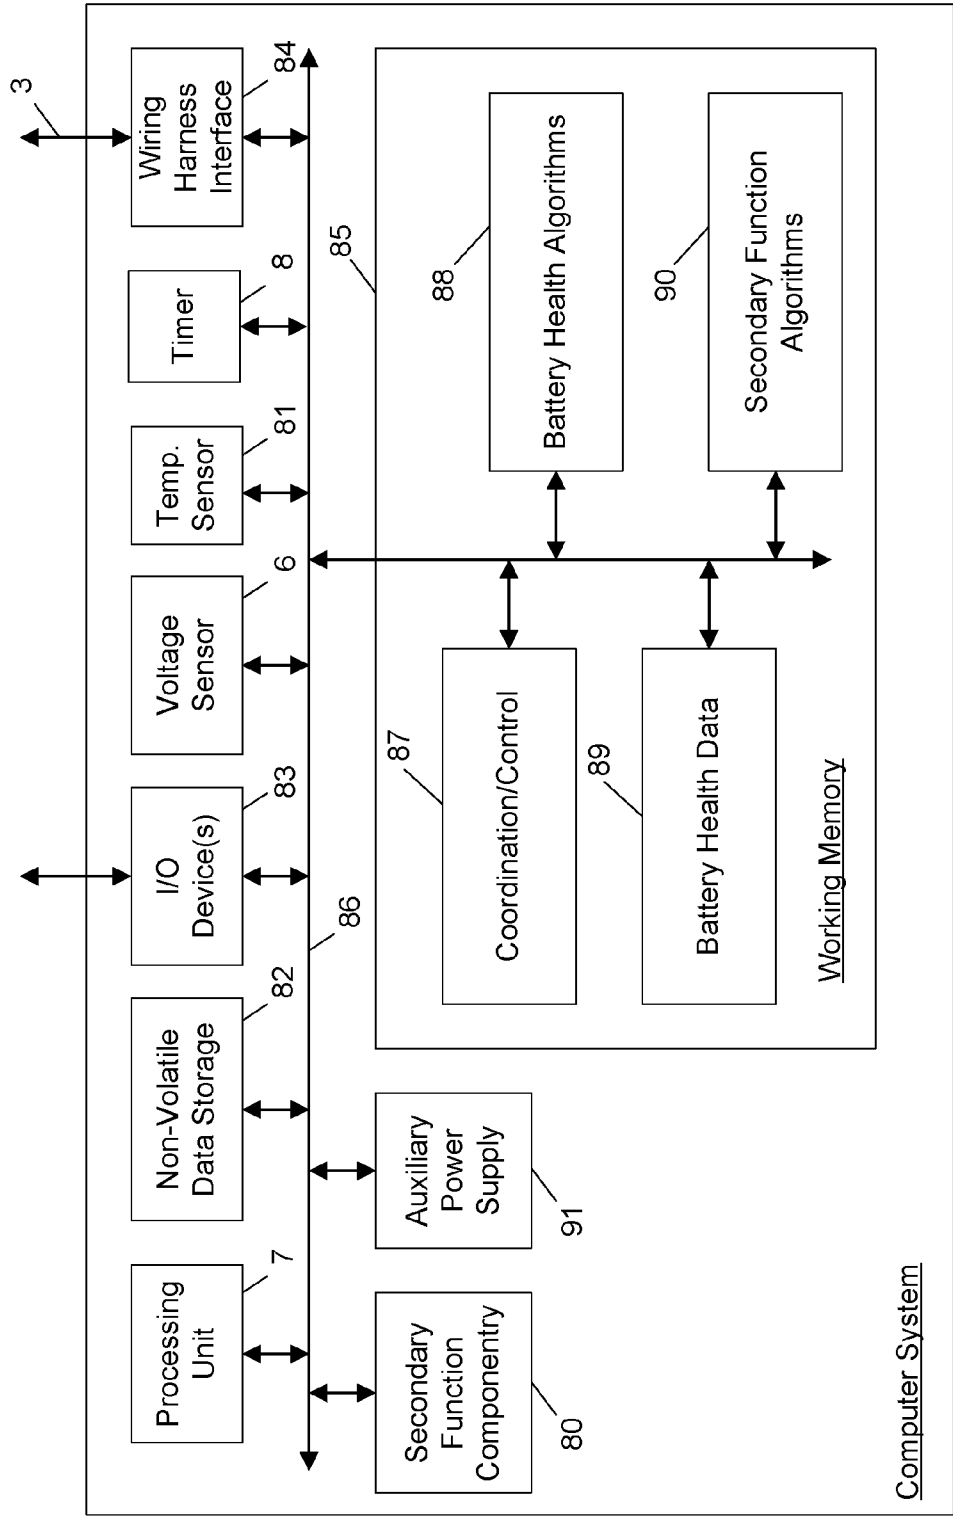 3
Processing
Unit
7
Non-Volatile
Data Storage
82
I/O
Device(s)
83
Voltage
Sensor
6
Temp.
Sensor
81
Timer
8
Wiring
Harness
Interface
84
86
85
Secondary
Function
Componentry
80
Auxiliary
Power
Supply
91
87
Coordination/Control
88
Battery Health Algorithms
89
Battery Health Data
90
Secondary Function
Algorithms
Working Memory
Computer System